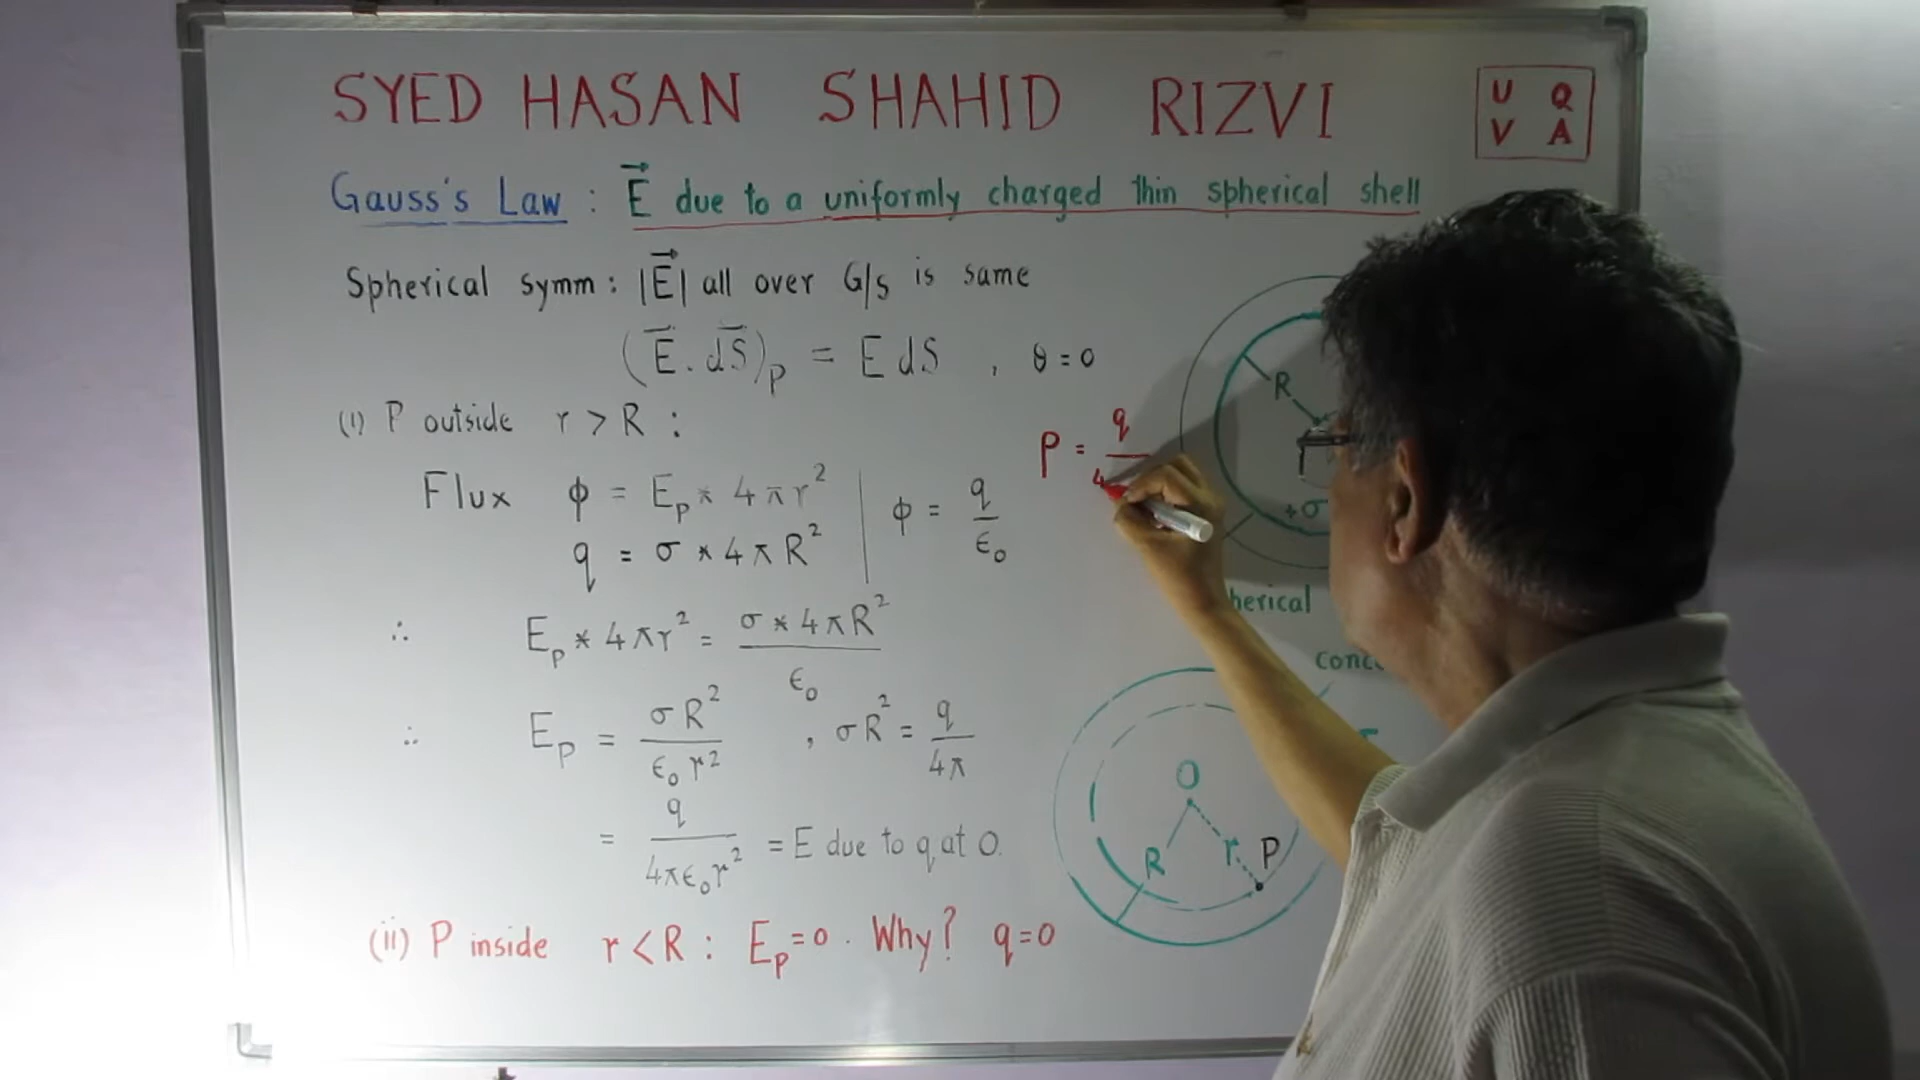 SYED HASAN SHAHID RIZVI
U Q
V A
Gauss's Law : E⃗ due to a uniformly charged thin spherical shell
Spherical symm : |E⃗| all over G/s is same
(E⃗ . dS⃗)ₚ = E dS , θ = 0
(i) P outside r > R :
Flux φ = Eₚ * 4πr²
q = σ * 4πR²
φ = q/ϵ₀
ρ = q/4
∴ Eₚ * 4πr² = σ * 4πR²/ϵ₀
∴ Eₚ = σR²/ϵ₀r² , σR² = q/4π
= q/4πϵ₀r² = E due to q at O.
(ii) P inside r < R : Eₚ = 0 . Why? q = 0
R
+σ
herical
O
R
r
P